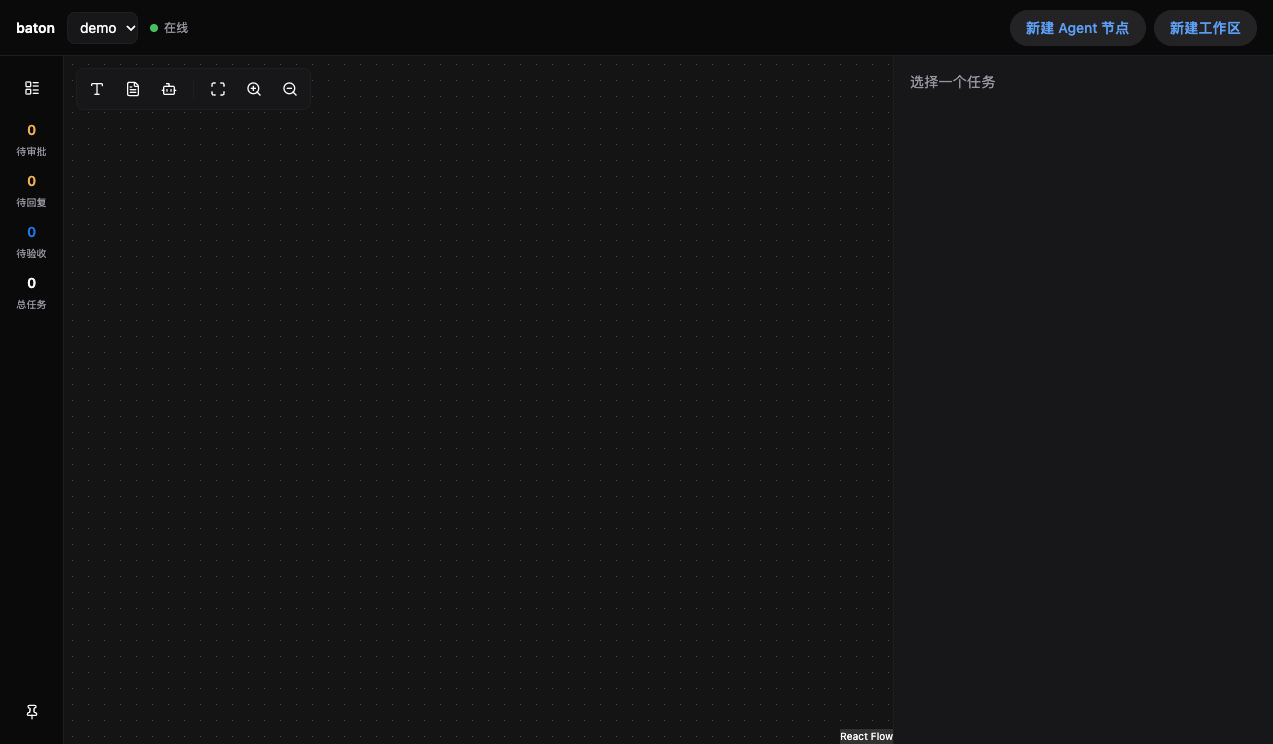 baton
demo
在线
新建 Agent 节点
新建工作区
0
待审批
0
待回复
0
待验收
0
总任务
选择一个任务
React Flow